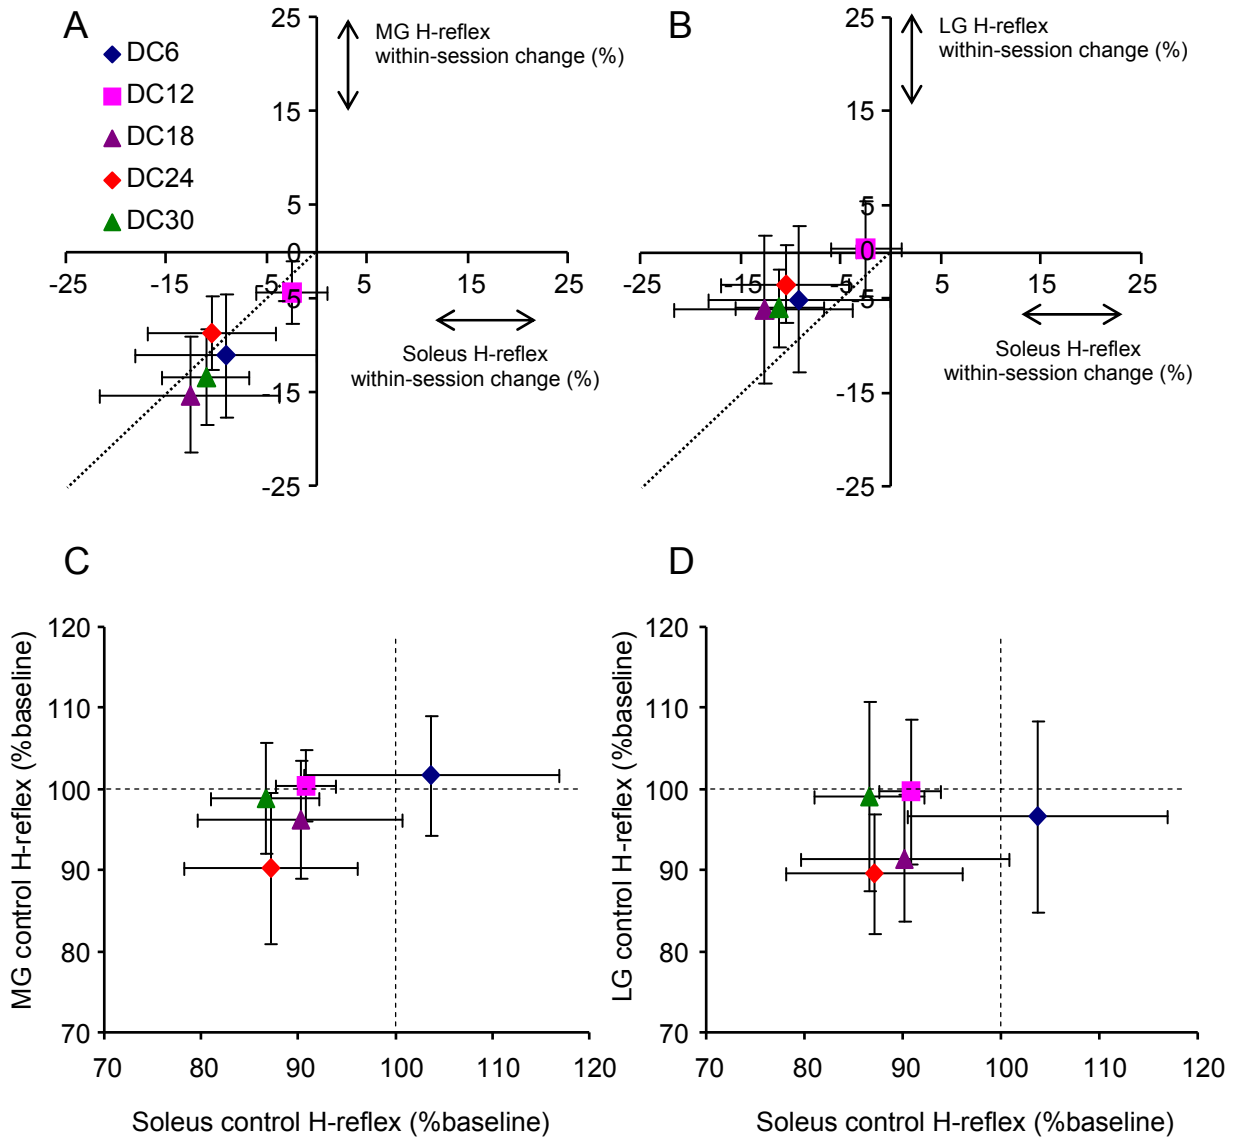 A
DC6
DC12
DC18
DC24
DC30
MG H-reflex
within-session change (%)
25
15
5
0
-5
-15
-25
-25
-15
-5
5
15
25
Soleus H-reflex
within-session change (%)
B
LG H-reflex
within-session change (%)
25
15
5
0
-5
-15
-25
-25
-15
-5
5
15
25
Soleus H-reflex
within-session change (%)
C
MG control H-reflex (%baseline)
120
110
100
90
80
70
70
80
90
100
110
120
Soleus control H-reflex (%baseline)
D
LG control H-reflex (%baseline)
120
110
100
90
80
70
70
80
90
100
110
120
Soleus control H-reflex (%baseline)